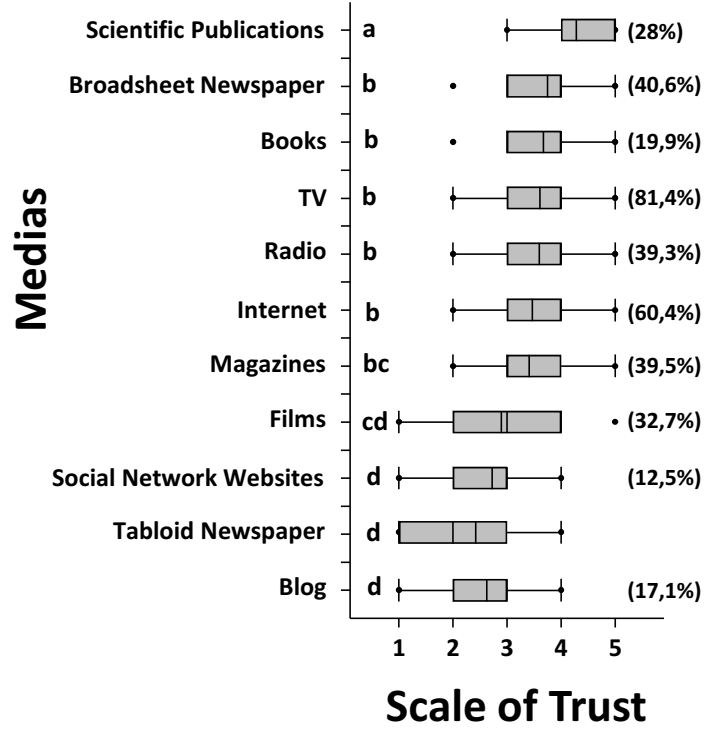 Scientific Publications a (28%)
Broadsheet Newspaper b (40,6%)
Books b (19,9%)
TV b (81,4%)
Radio b (39,3%)
Internet b (60,4%)
Magazines bc (39,5%)
Films cd (32,7%)
Social Network Websites d (12,5%)
Tabloid Newspaper d
Blog d (17,1%)
Medias
1 2 3 4 5
Scale of Trust